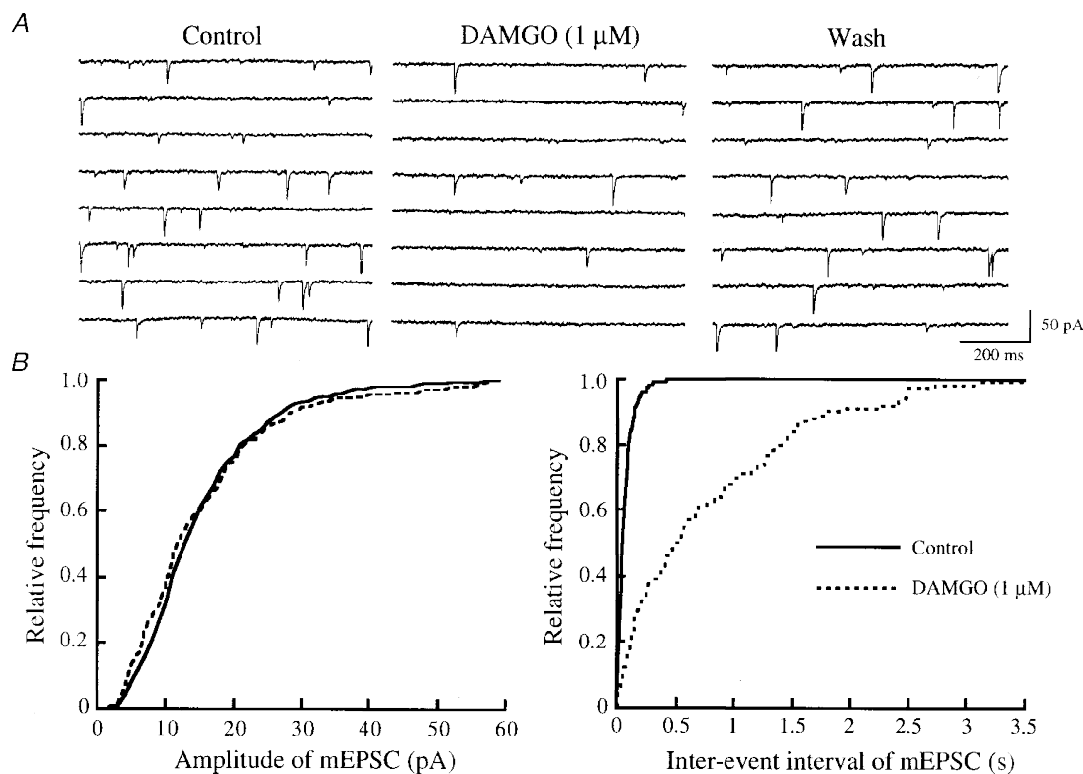 A
Control
DAMGO (1 µM)
Wash
50 pA
200 ms
B
1.0
0.8
0.6
0.4
0.2
0
Relative frequency
0 10 20 30 40 50 60
Amplitude of mEPSC (pA)
1.0
0.8
0.6
0.4
0.2
0
Relative frequency
Control
DAMGO (1 µM)
0 0.5 1 1.5 2 2.5 3 3.5
Inter-event interval of mEPSC (s)